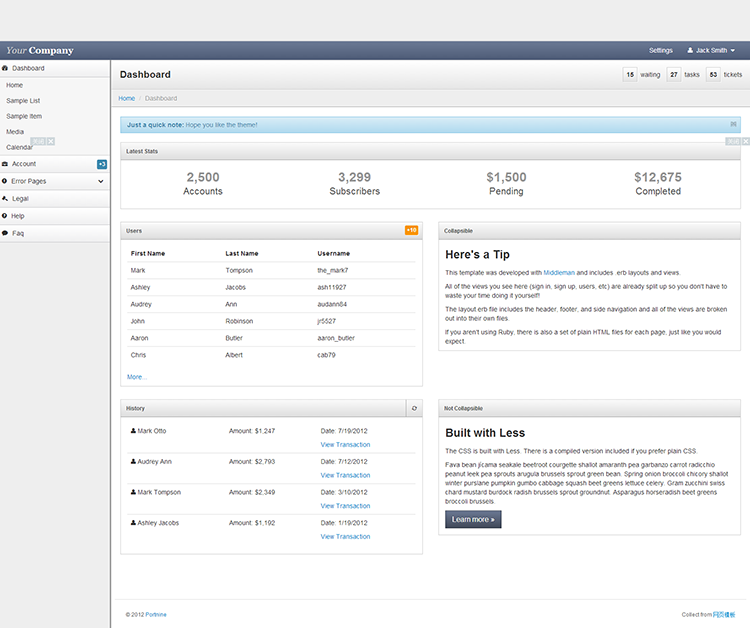 Your Company
Settings Jack Smith
Dashboard
Home
Sample List
Sample Item
Media
Calendar
Account +3
Error Pages
Legal
Help
Faq
Dashboard
15 waiting 27 tasks 53 tickets
Home / Dashboard
Just a quick note: Hope you like the theme!
Latest Stats
2,500 3,299 $1,500 $12,675
Accounts Subscribers Pending Completed
Users +10
First Name Last Name Username
Mark Tompson the_mark7
Ashley Jacobs ash11927
Audrey Ann audann84
John Robinson jr5527
Aaron Butler aaron_butler
Chris Albert cab79
More...
Collapsible
Here's a Tip
This template was developed with Middleman and includes .erb layouts and views.
All of the views you see here (sign in, sign up, users, etc) are already split up so you don't have to
waste your time doing it yourself!
The layout.erb file includes the header, footer, and side navigation and all of the views are broken
out into their own files.
If you aren't using Ruby, there is also a set of plain HTML files for each page, just like you would
expect.
History
Mark Otto Amount: $1,247 Date: 7/19/2012
View Transaction
Audrey Ann Amount: $2,793 Date: 7/12/2012
View Transaction
Mark Tompson Amount: $2,349 Date: 3/10/2012
View Transaction
Ashley Jacobs Amount: $1,192 Date: 1/19/2012
View Transaction
Not Collapsible
Built with Less
The CSS is built with Less. There is a compiled version included if you prefer plain CSS.
Fava bean jícama seakale beetroot courgette shallot amaranth pea garbanzo carrot radicchio
peanut leek pea sprouts arugula brussels sprout green bean. Spring onion broccoli chicory shallot
winter purslane pumpkin gumbo cabbage squash beet greens lettuce celery. Gram zucchini swiss
chard mustard burdock radish brussels sprout groundnut. Asparagus horseradish beet greens
broccoli brussels.
Learn more »
© 2012 Portnine
Collect from 网页模板